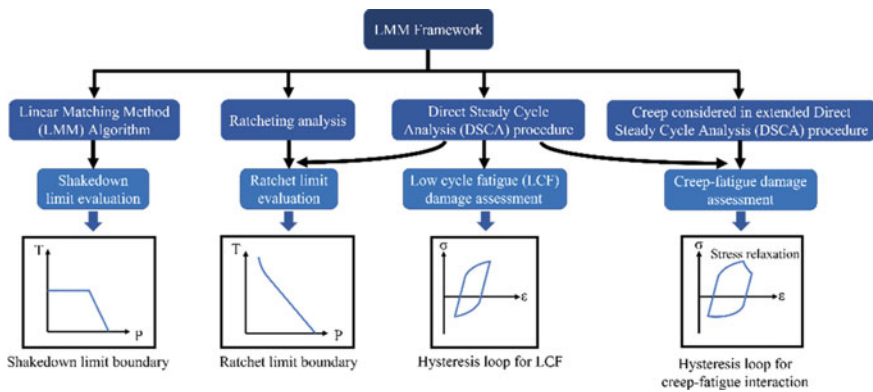 LMM Framework
Linear Matching Method
(LMM) Algorithm
Ratcheting analysis
Direct Steady Cycle
Analysis (DSCA) procedure
Creep considered in extended Direct
Steady Cycle Analysis (DSCA) procedure
Shakedown
limit evaluation
Ratchet limit
evaluation
Low cycle fatigue (LCF)
damage assessment
Creep-fatigue damage
assessment
T
P
T
P
σ
ε
σ
Stress relaxation
ε
Shakedown limit boundary
Ratchet limit boundary
Hysteresis loop for LCF
Hysteresis loop for
creep-fatigue interaction